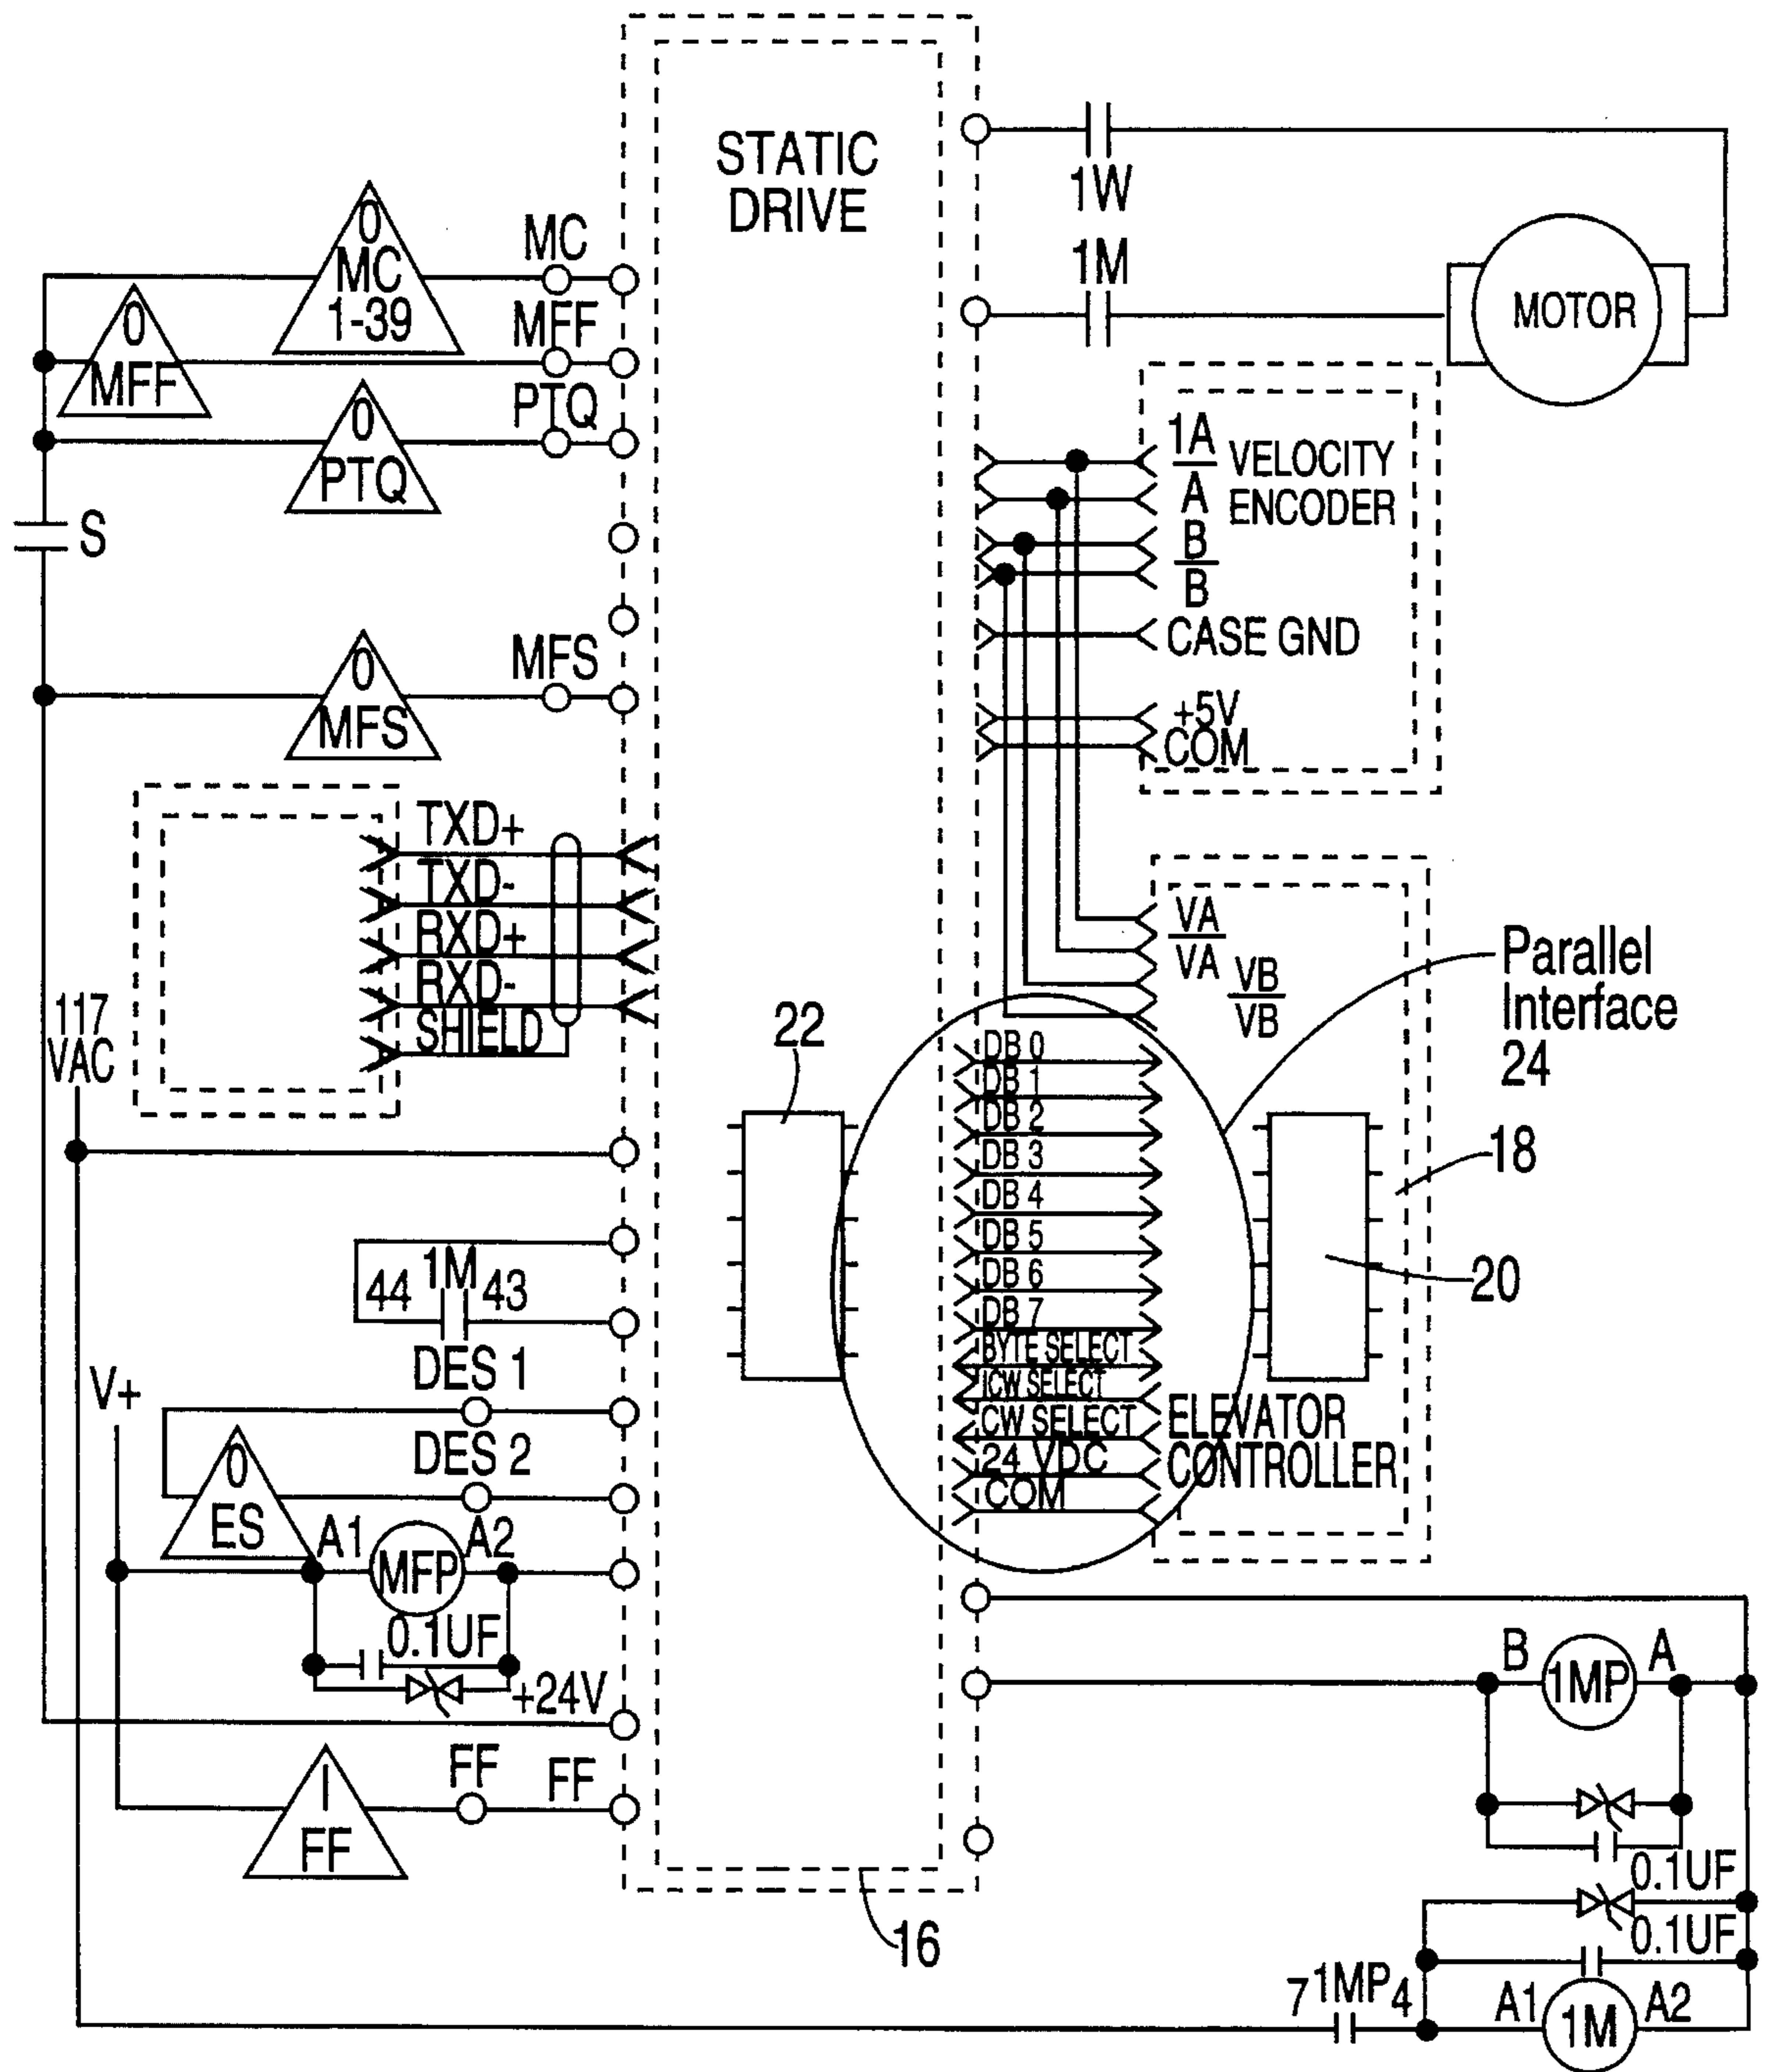 STATIC
DRIVE
1W
1M
MOTOR
0
MC
1-39
MC
0
MFF
MFF
0
PTQ
PTQ
S
0
MFS
MFS
1A VELOCITY
A ENCODER
B
B
CASE GND
+5V
COM
TXD+
TXD-
RXD+
RXD-
SHIELD
117
VAC
VA
VA
VB
VB
Parallel
Interface
24
22
DB 0
DB 1
DB 2
DB 3
DB 4
DB 5
DB 6
DB 7
BYTE SELECT
ICW SELECT
CW SELECT
24 VDC
COM
18
20
ELEVATOR
CONTROLLER
44 1M 43
V+
DES 1
DES 2
0
ES
A1 MFP A2
0.1UF
+24V
I
FF
FF FF
16
B 1MP A
0.1UF
0.1UF
7 1MP 4
A1 1M A2